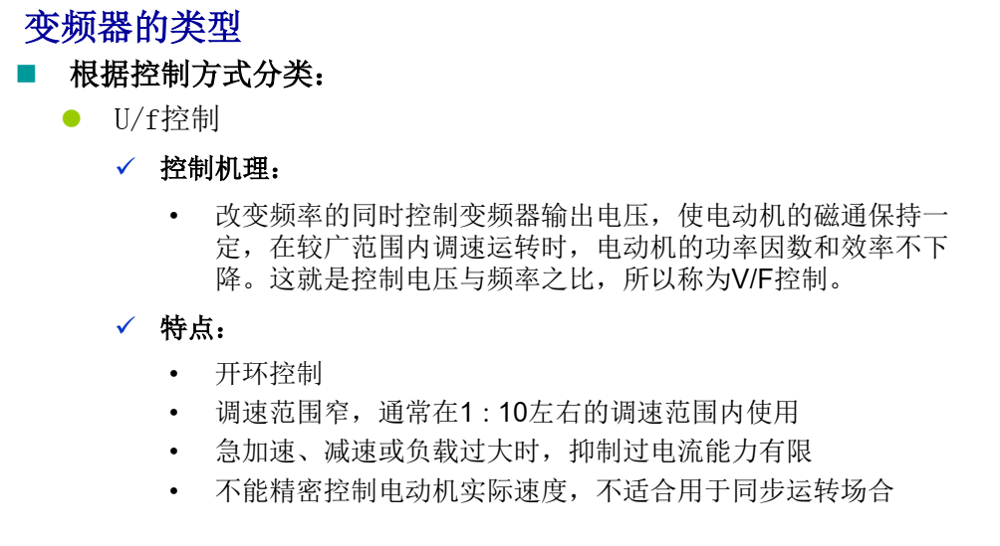 变频器的类型
根据控制方式分类：
U/f控制
控制机理：
改变频率的同时控制变频器输出电压，使电动机的磁通保持一
定，在较广范围内调速运转时，电动机的功率因数和效率不下
降。这就是控制电压与频率之比，所以称为V/F控制。
特点：
开环控制
调速范围窄，通常在1：10左右的调速范围内使用
急加速、减速或负载过大时，抑制过电流能力有限
不能精密控制电动机实际速度，不适合用于同步运转场合